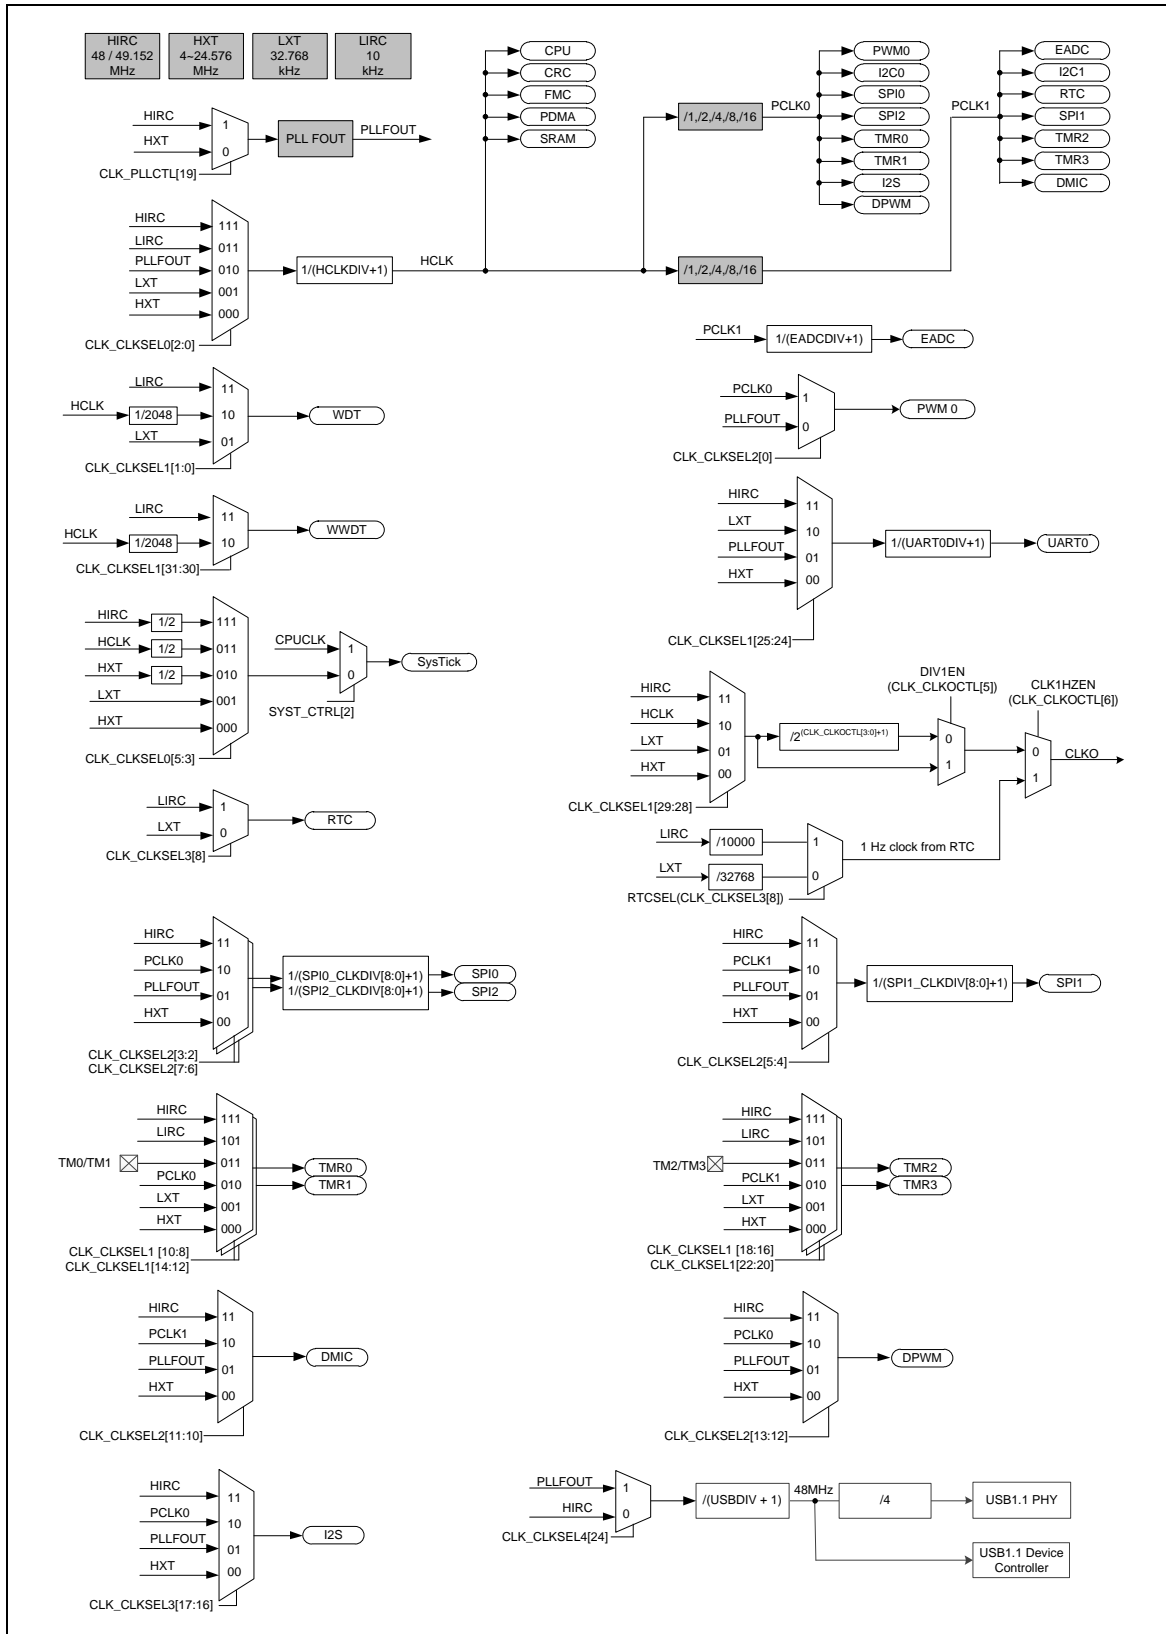 HIRC
48 / 49.152
MHz
HXT
4~24.576
MHz
LXT
32.768
kHz
LIRC
10
kHz
HIRC
HXT
1
0
CLK_PLLCTL[19]
PLL FOUT
PLLFOUT
HIRC
LIRC
PLLFOUT
LXT
HXT
111
011
010
001
000
CLK_CLKSEL0[2:0]
1/(HCLKDIV+1)
HCLK
CPU
CRC
FMC
PDMA
SRAM
/1,/2,/4,/8,/16
PCLK0
PWM0
I2C0
SPI0
SPI2
TMR0
TMR1
I2S
DPWM
/1,/2,/4,/8,/16
PCLK1
EADC
I2C1
RTC
SPI1
TMR2
TMR3
DMIC
PCLK1
1/(EADCDIV+1)
EADC
LIRC
HCLK
1/2048
LXT
11
10
01
CLK_CLKSEL1[1:0]
WDT
PCLK0
PLLFOUT
1
0
CLK_CLKSEL2[0]
PWM 0
LIRC
HCLK
1/2048
11
10
CLK_CLKSEL1[31:30]
WWDT
HIRC
LXT
PLLFOUT
HXT
11
10
01
00
CLK_CLKSEL1[25:24]
1/(UART0DIV+1)
UART0
HIRC
1/2
HCLK
1/2
HXT
1/2
LXT
HXT
111
011
010
001
000
CLK_CLKSEL0[5:3]
CPUCLK
1
0
SYST_CTRL[2]
SysTick
HIRC
HCLK
LXT
HXT
11
10
01
00
CLK_CLKSEL1[29:28]
/2(CLK_CLKOCTL[3:0]+1)
DIV1EN
(CLK_CLKOCTL[5])
0
1
CLK1HZEN
(CLK_CLKOCTL[6])
0
1
CLKO
LIRC
LXT
1
0
CLK_CLKSEL3[8]
RTC
LIRC
/10000
LXT
/32768
1
0
RTCSEL(CLK_CLKSEL3[8])
1 Hz clock from RTC
HIRC
PCLK0
PLLFOUT
HXT
11
10
01
00
CLK_CLKSEL2[3:2]
CLK_CLKSEL2[7:6]
1/(SPI0_CLKDIV[8:0]+1)
1/(SPI2_CLKDIV[8:0]+1)
SPI0
SPI2
HIRC
PCLK1
PLLFOUT
HXT
11
10
01
00
CLK_CLKSEL2[5:4]
1/(SPI1_CLKDIV[8:0]+1)
SPI1
HIRC
LIRC
TM0/TM1
PCLK0
LXT
HXT
111
101
011
010
001
000
CLK_CLKSEL1 [10:8]
CLK_CLKSEL1[14:12]
TMR0
TMR1
HIRC
LIRC
TM2/TM3
PCLK1
LXT
HXT
111
101
011
010
001
000
CLK_CLKSEL1 [18:16]
CLK_CLKSEL1[22:20]
TMR2
TMR3
HIRC
PCLK1
PLLFOUT
HXT
11
10
01
00
CLK_CLKSEL2[11:10]
DMIC
HIRC
PCLK0
PLLFOUT
HXT
11
10
01
00
CLK_CLKSEL2[13:12]
DPWM
HIRC
PCLK0
PLLFOUT
HXT
11
10
01
00
CLK_CLKSEL3[17:16]
I2S
PLLFOUT
HIRC
1
0
CLK_CLKSEL4[24]
/(USBDIV + 1)
48MHz
/4
USB1.1 PHY
USB1.1 Device
Controller